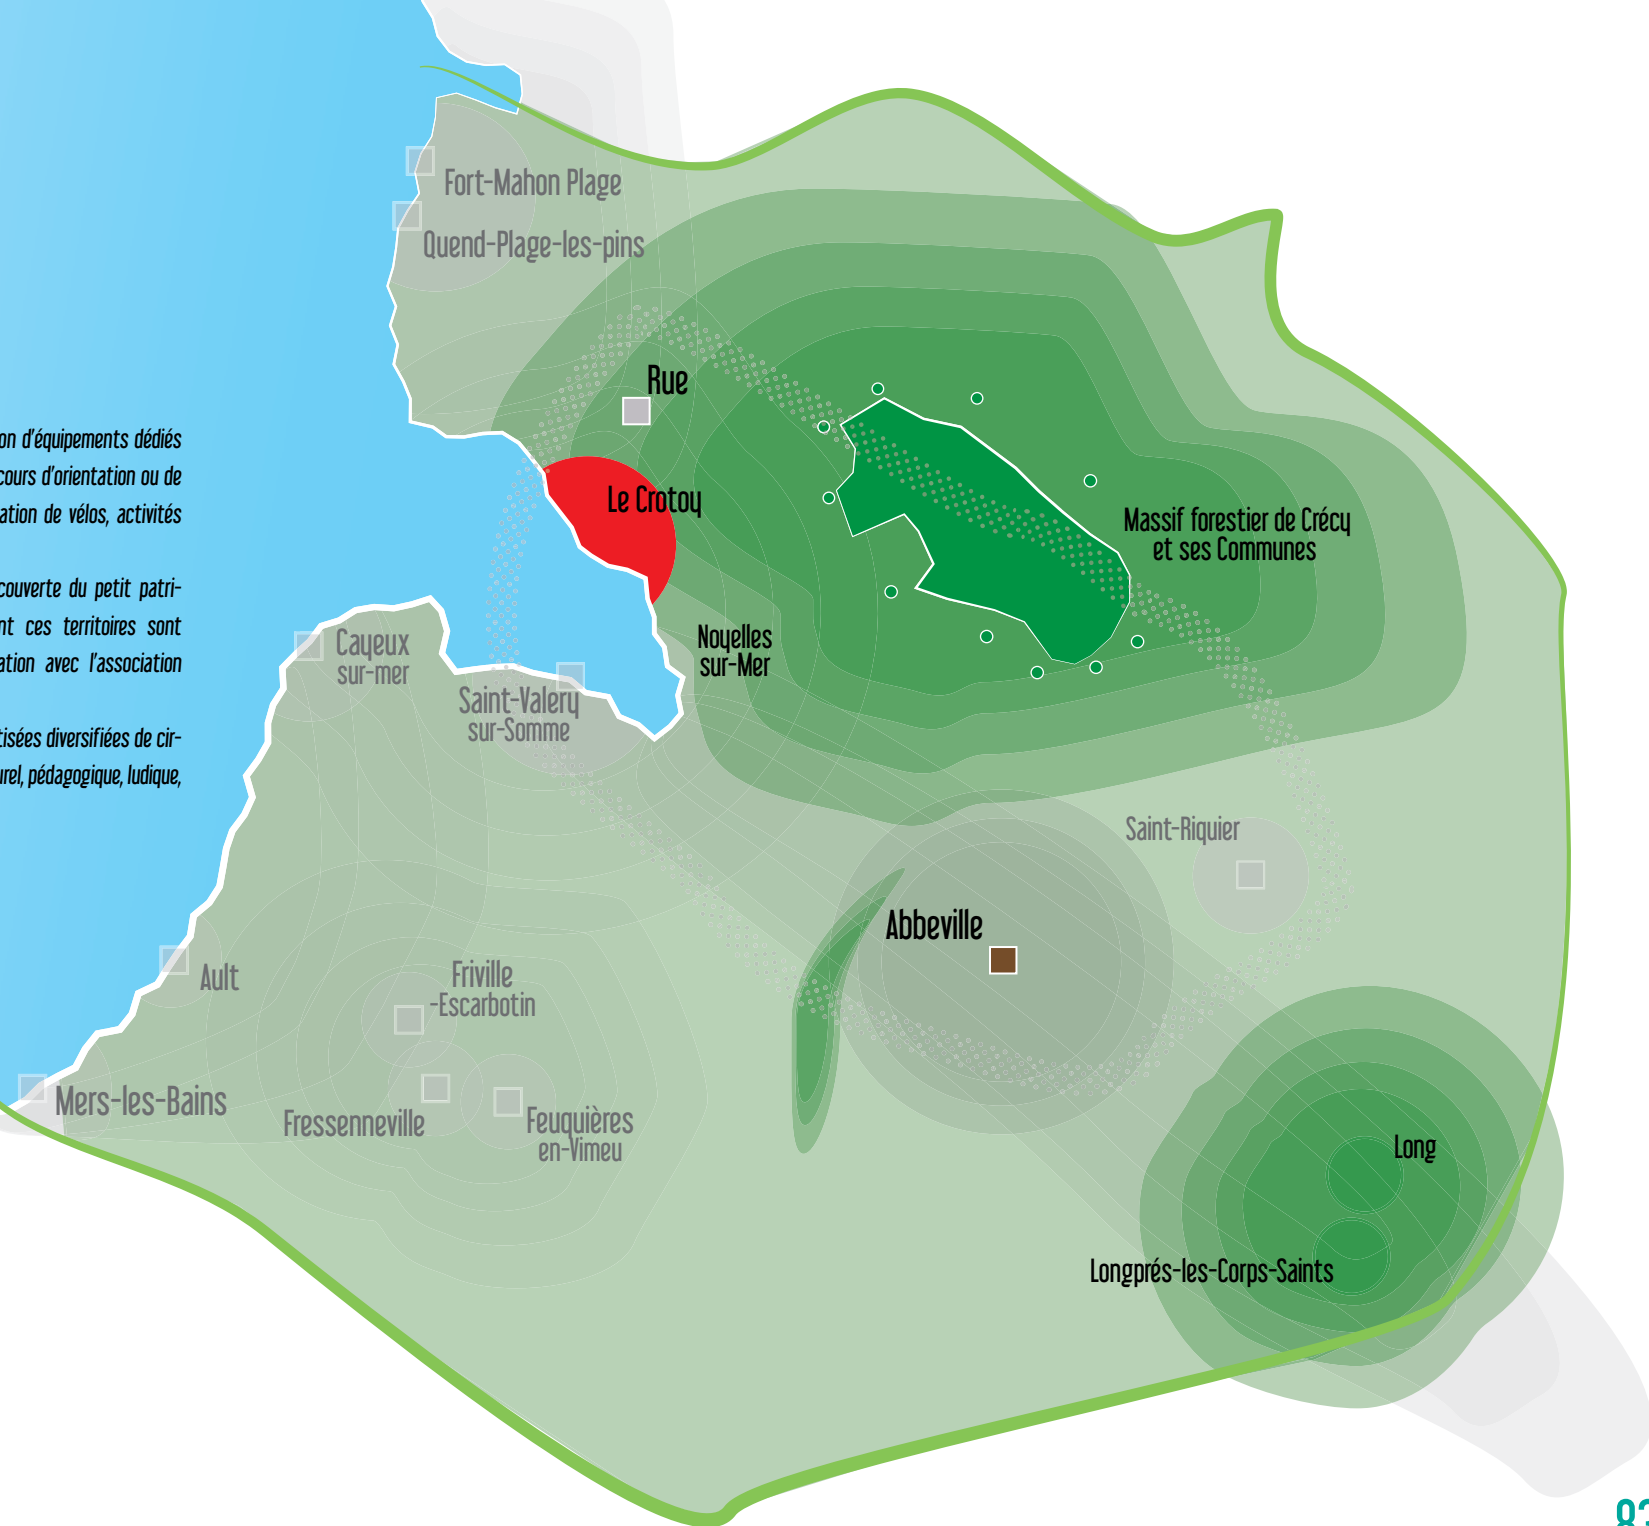 Fort-Mahon Plage
Quend-Plage-les-pins
Rue
on d'équipements dédiés
cours d'orientation ou de
ation de vélos, activités
Le Crotoy
Massif forestier de Crécy
et ses Communes
couverte du petit patri-
nt ces territoires sont
ation avec l'association
Cayeux
sur-mer
Noyelles
sur-Mer
Saint-Valery
sur-Somme
tisées diversifiées de cir-
urel, pédagogique, ludique,
Saint-Riquier
Abbeville
Ault
Friville
-Escarbotin
Mers-les-Bains
Fressenneville
Feuquières
en-Vimeu
Long
Longprés-les-Corps-Saints